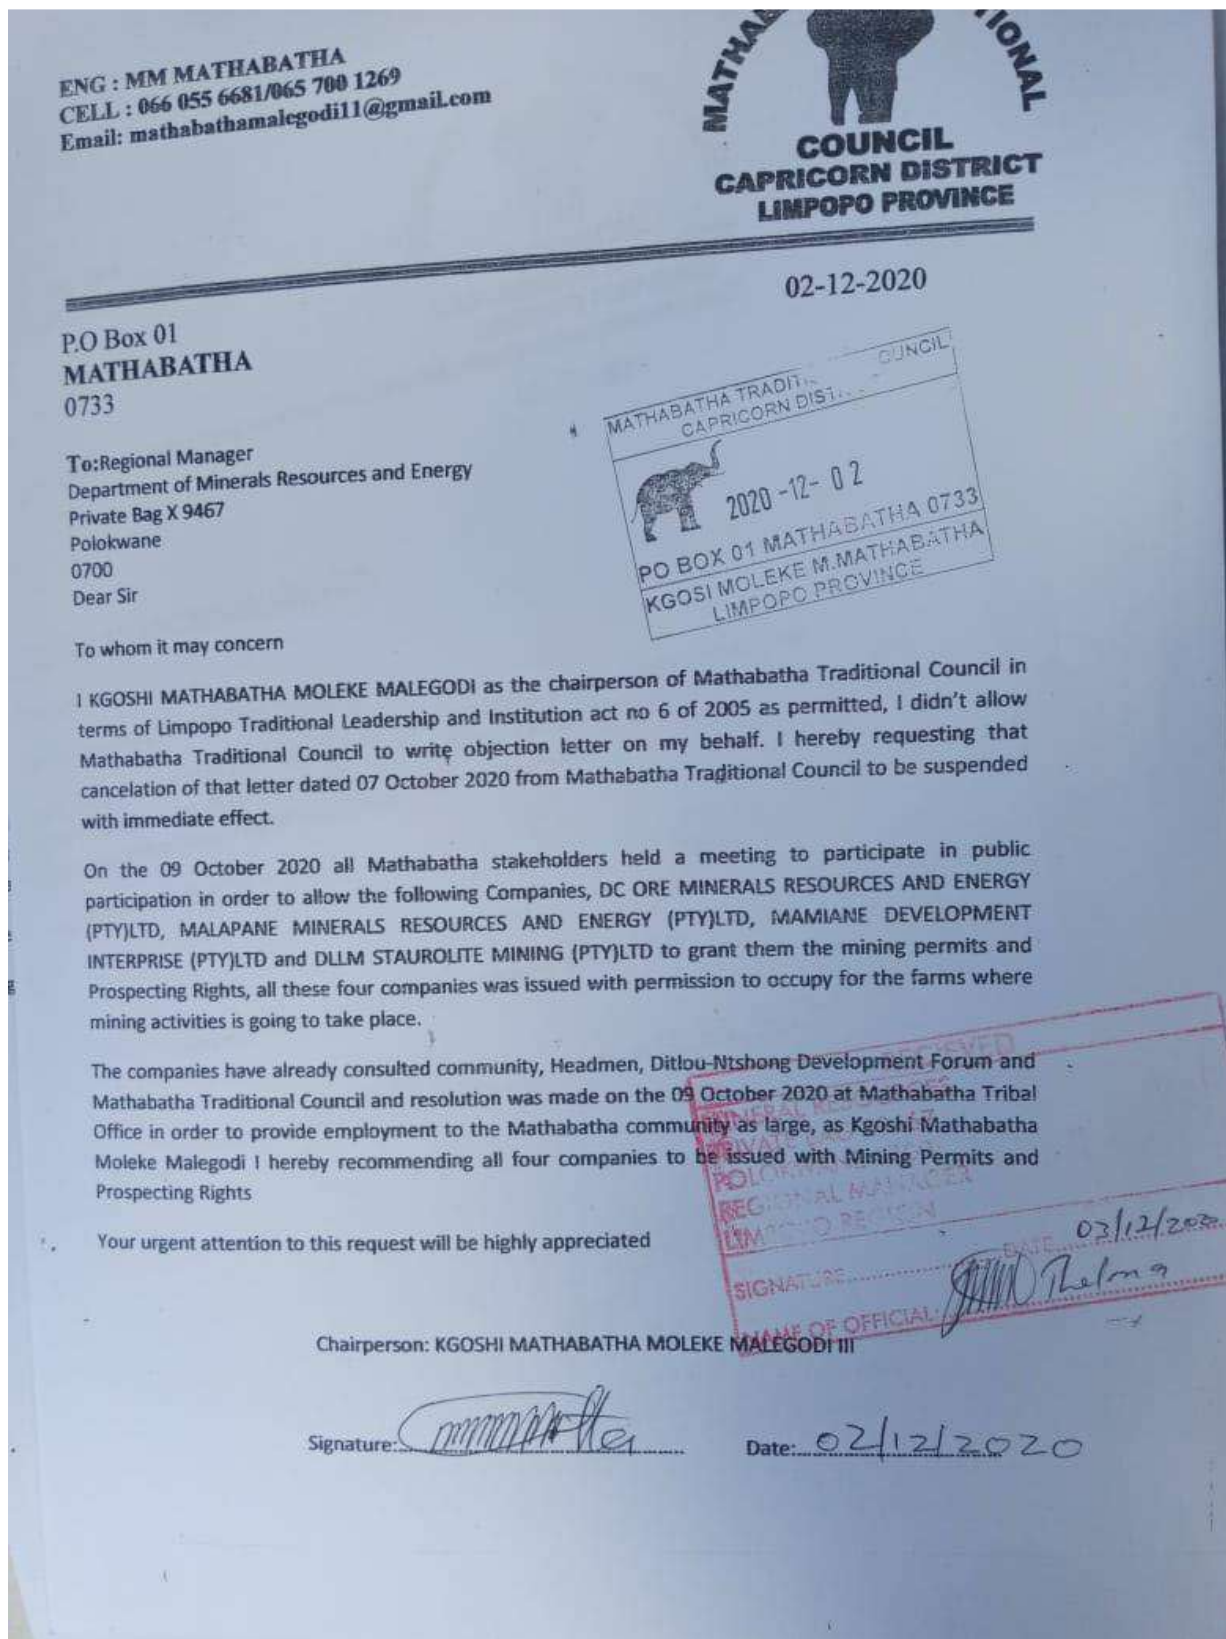 ENG : MM MATHABATHA
CELL : 066 055 6681/065 700 1269
Email: mathabathamalegodi11@gmail.com
COUNCIL
CAPRICORN DISTRICT
LIMPOPO PROVINCE
02-12-2020
P.O Box 01
MATHABATHA
0733
MATHABATHA TRADIT
CAPRICORN DIST
2020-12-02
PO BOX 01 MATHABATHA 0733
KGOSI MOLEKE M.MATHABATHA
LIMPOPO PROVINCE
To:Regional Manager
Department of Minerals Resources and Energy
Private Bag X 9467
Polokwane
0700
Dear Sir
To whom it may concern
I KGOSHI MATHABATHA MOLEKE MALEGODI as the chairperson of Mathabatha Traditional Council in
terms of Limpopo Traditional Leadership and Institution act no 6 of 2005 as permitted, I didn't allow
Mathabatha Traditional Council to write objection letter on my behalf. I hereby requesting that
cancelation of that letter dated 07 October 2020 from Mathabatha Traditional Council to be suspended
with immediate effect.
On the 09 October 2020 all Mathabatha stakeholders held a meeting to participate in public
participation in order to allow the following Companies, DC ORE MINERALS RESOURCES AND ENERGY
(PTY)LTD, MALAPANE MINERALS RESOURCES AND ENERGY (PTY)LTD, MAMIANE DEVELOPMENT
INTERPRISE (PTY)LTD and DLLM STAUROLITE MINING (PTY)LTD to grant them the mining permits and
Prospecting Rights, all these four companies was issued with permission to occupy for the farms where
mining activities is going to take place.
The companies have already consulted community, Headmen, Ditlou-Ntshong Development Forum and
Mathabatha Traditional Council and resolution was made on the 09 October 2020 at Mathabatha Tribal
Office in order to provide employment to the Mathabatha community as large, as Kgoshi Mathabatha
Moleke Malegodi I hereby recommending all four companies to be issued with Mining Permits and
Prospecting Rights
Your urgent attention to this request will be highly appreciated
REGIONAL MANAGER
DATE 03/12/2020
SIGNATURE
NAME OF OFFICIAL: Thelma
Chairperson: KGOSHI MATHABATHA MOLEKE MALEGODI III
Signature:
Date: 02/12/2020